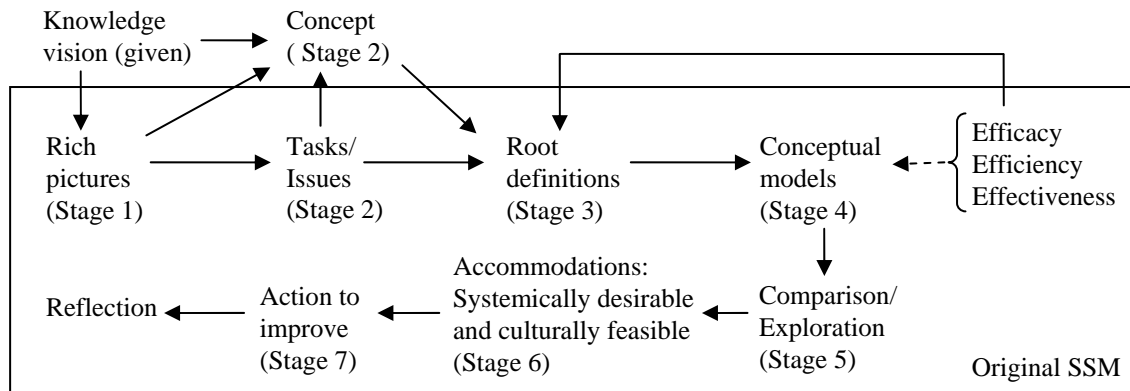 Knowledge
vision (given)
Concept
( Stage 2)
Rich
pictures
(Stage 1)
Tasks/
Issues
(Stage 2)
Root
definitions
(Stage 3)
Conceptual
models
(Stage 4)
Efficacy
Efficiency
Effectiveness
Reflection
Action to
improve
(Stage 7)
Accommodations:
Systemically desirable
and culturally feasible
(Stage 6)
Comparison/
Exploration
(Stage 5)
Original SSM